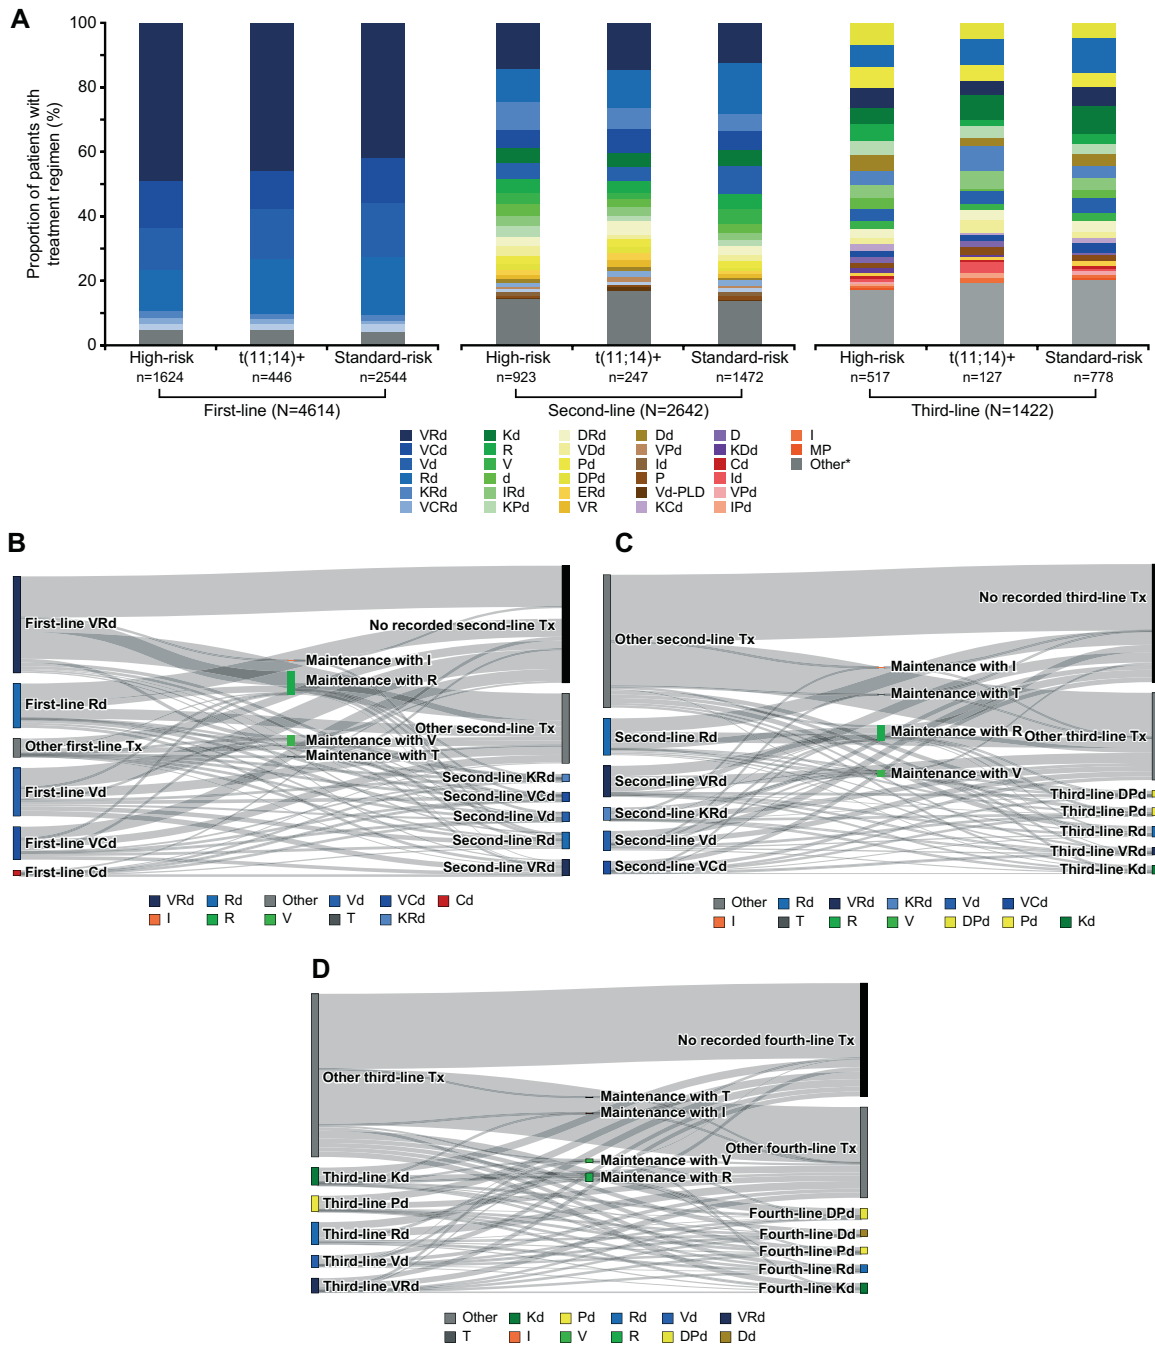 A
Proportion of patients with
treatment regimen (%)
100
80
60
40
20
0
High-risk t(11;14)+ Standard-risk High-risk t(11;14)+ Standard-risk High-risk t(11;14)+ Standard-risk
n=1624 n=446 n=2544 n=923 n=247 n=1472 n=517 n=127 n=778
First-line (N=4614) Second-line (N=2642) Third-line (N=1422)
VRd Kd DRd Dd D I
VCd R VDd VPd KDd MP
Vd V Pd Id Cd Other*
Rd d DPd P Id
KRd IRd ERd Vd-PLD VPd
VCRd KPd VR KCd IPd
B
First-line VRd
First-line Rd
Other first-line Tx
First-line Vd
First-line VCd
First-line Cd
Maintenance with I
Maintenance with R
Maintenance with V
Maintenance with T
No recorded second-line Tx
Other second-line Tx
Second-line KRd
Second-line VCd
Second-line Vd
Second-line Rd
Second-line VRd
VRd Rd Other Vd VCd Cd
I R V T KRd
C
Other second-line Tx
Second-line Rd
Second-line VRd
Second-line KRd
Second-line Vd
Second-line VCd
Maintenance with I
Maintenance with T
Maintenance with R
Maintenance with V
No recorded third-line Tx
Other third-line Tx
Third-line DPd
Third-line Pd
Third-line Rd
Third-line VRd
Third-line Kd
Other Rd VRd KRd Vd VCd
I T R V DPd Pd Kd
D
Other third-line Tx
Third-line Kd
Third-line Pd
Third-line Rd
Third-line Vd
Third-line VRd
Maintenance with T
Maintenance with I
Maintenance with V
Maintenance with R
No recorded fourth-line Tx
Other fourth-line Tx
Fourth-line DPd
Fourth-line Dd
Fourth-line Pd
Fourth-line Rd
Fourth-line Kd
Other Kd Pd Rd Vd VRd
T I V R DPd Dd